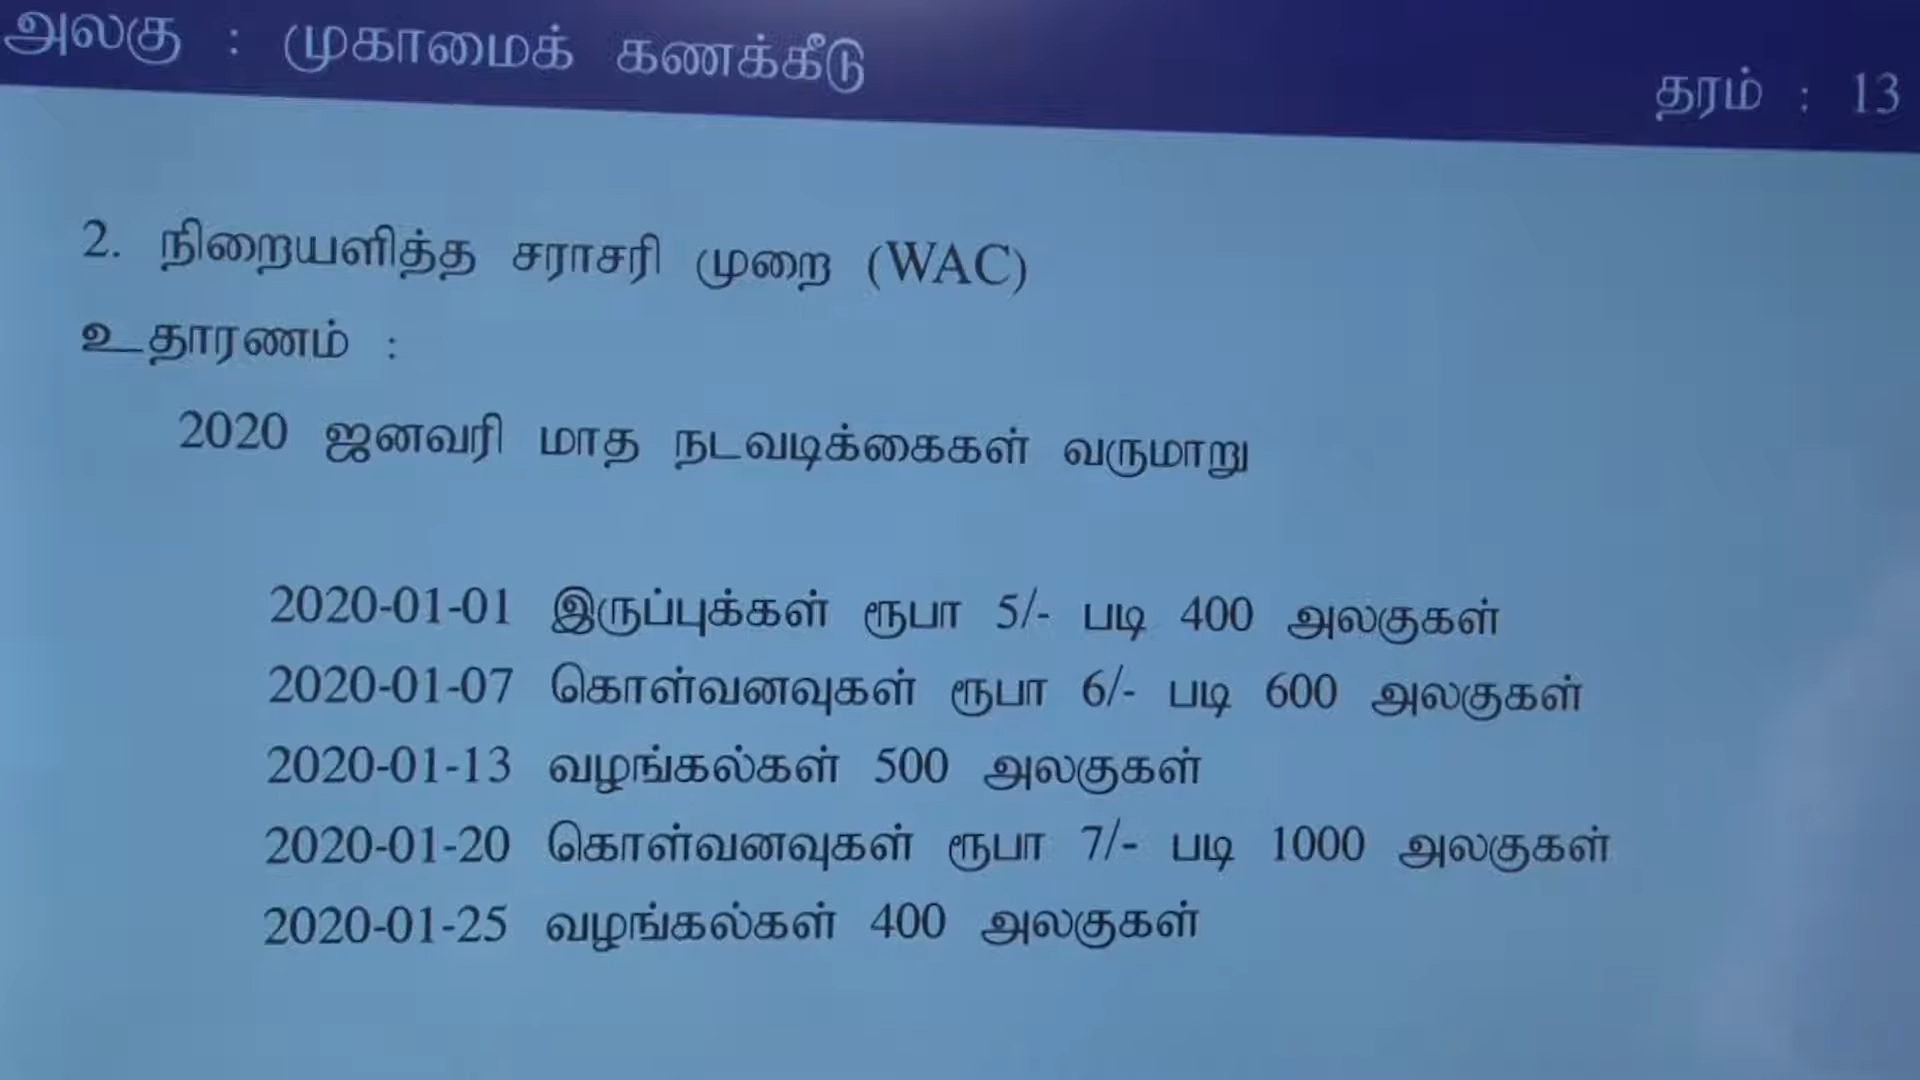 அலகு : முகாமைக் கணக்கீடு
தரம் : 13
2. நிறையளித்த சராசரி முறை (WAC)
உதாரணம் :
2020 ஜனவரி மாத நடவடிக்கைகள் வருமாறு
2020-01-01 இருப்புக்கள் ரூபா 5/- படி 400 அலகுகள்
2020-01-07 கொள்வனவுகள் ரூபா 6/- படி 600 அலகுகள்
2020-01-13 வழங்கல்கள் 500 அலகுகள்
2020-01-20 கொள்வனவுகள் ரூபா 7/- படி 1000 அலகுகள்
2020-01-25 வழங்கல்கள் 400 அலகுகள்